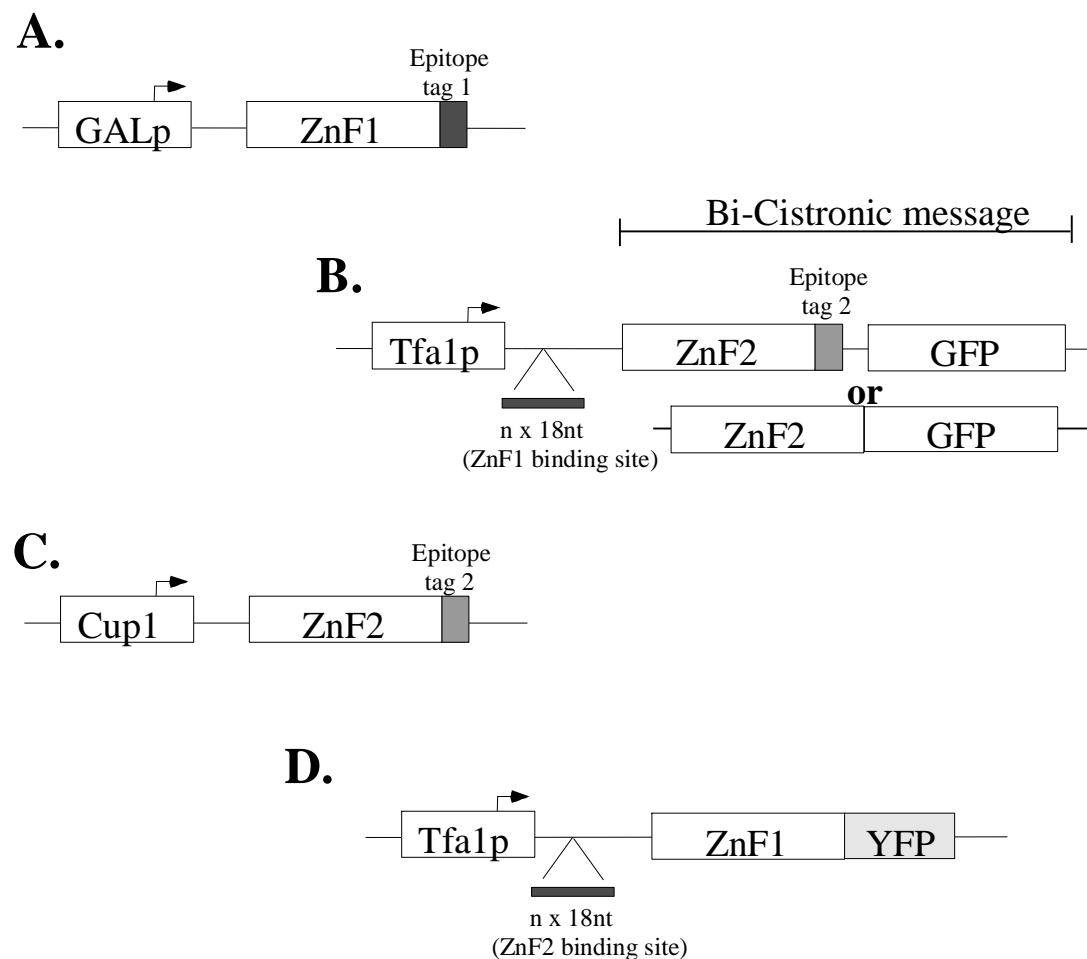 A.
Epitope
tag 1
GALp
ZnF1
Bi-Cistronic message
B.
Epitope
tag 2
Tfa1p
ZnF2
GFP
or
n x 18nt
(ZnF1 binding site)
ZnF2
GFP
C.
Epitope
tag 2
Cup1
ZnF2
D.
Tfa1p
ZnF1
YFP
n x 18nt
(ZnF2 binding site)